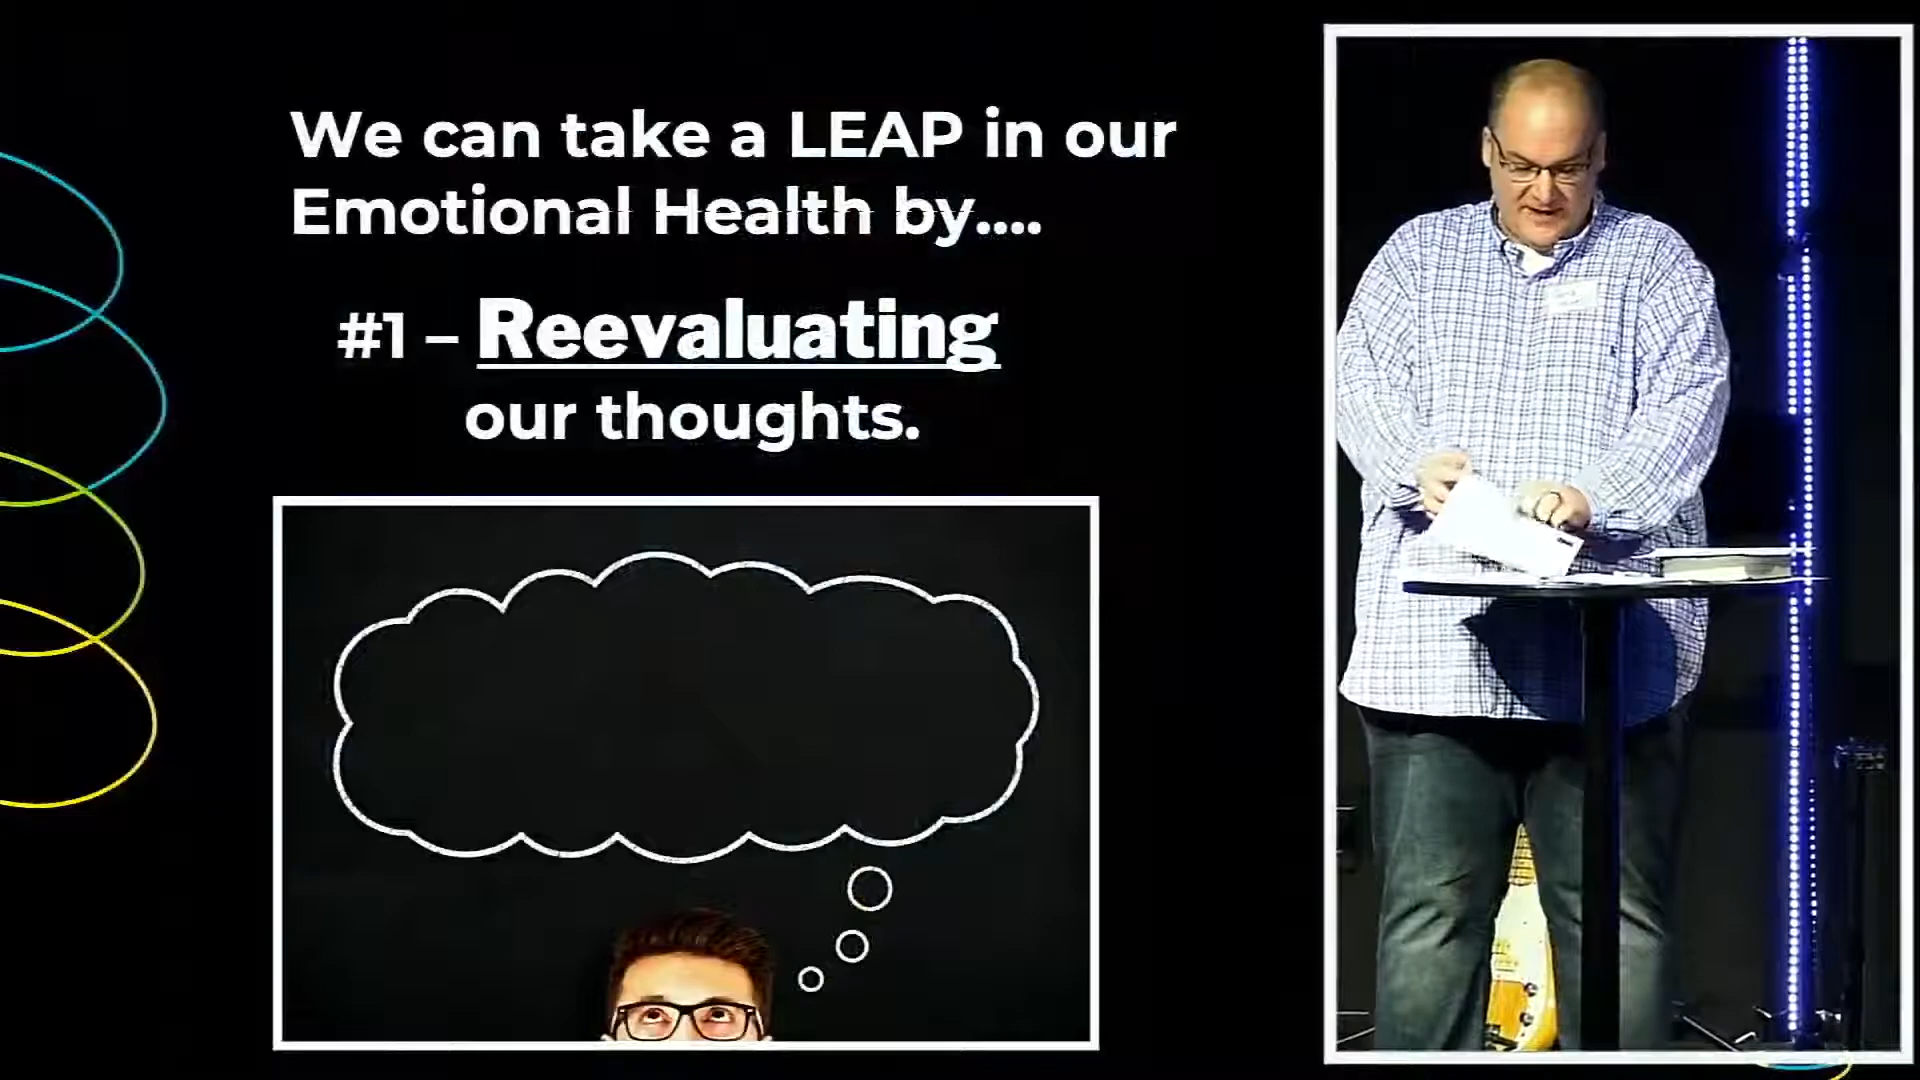 We can take a LEAP in our
Emotional Health by....
#1 – Reevaluating
our thoughts.